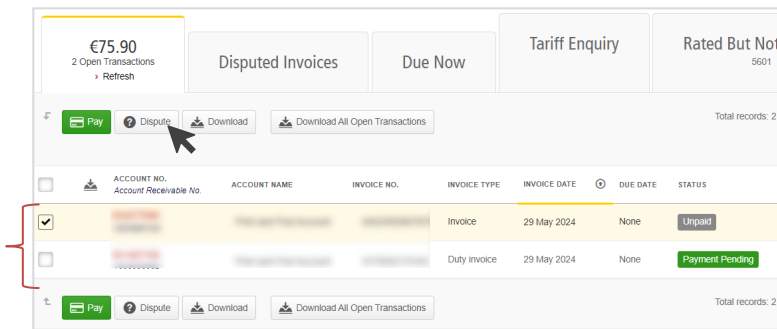 €75.90
2 Open Transactions
› Refresh
Disputed Invoices
Due Now
Tariff Enquiry
Rated But Not
5601
Pay
Dispute
Download
Download All Open Transactions
Total records: 2
ACCOUNT NO.
Account Receivable No.
ACCOUNT NAME
INVOICE NO.
INVOICE TYPE
INVOICE DATE
DUE DATE
STATUS
Invoice
29 May 2024
None
Unpaid
Duty invoice
29 May 2024
None
Payment Pending
Pay
Dispute
Download
Download All Open Transactions
Total records: 2